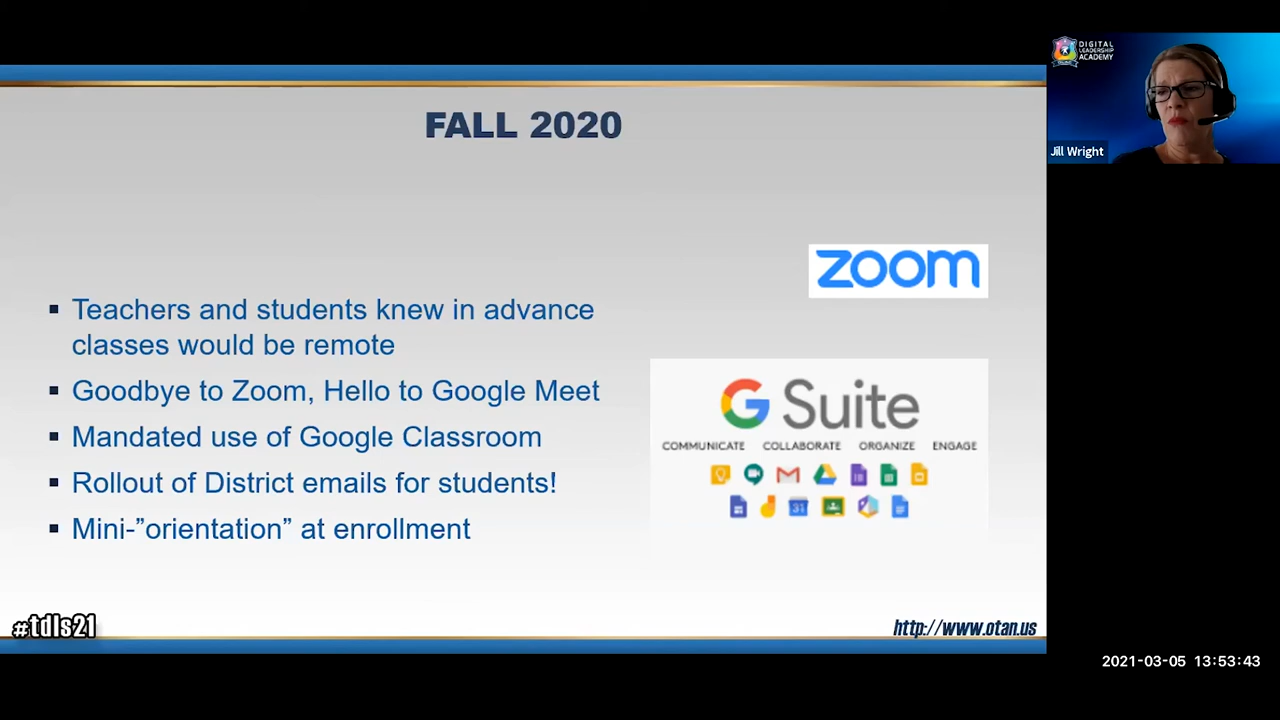 DIGITAL
LEADERSHIP
ACADEMY
Jill Wright
FALL 2020
zoom
▪ Teachers and students knew in advance
classes would be remote
▪ Goodbye to Zoom, Hello to Google Meet
▪ Mandated use of Google Classroom
▪ Rollout of District emails for students!
▪ Mini-”orientation” at enrollment
G Suite
COMMUNICATE COLLABORATE ORGANIZE ENGAGE
31
#tdls21
http://www.otan.us
2021-03-05 13:53:43